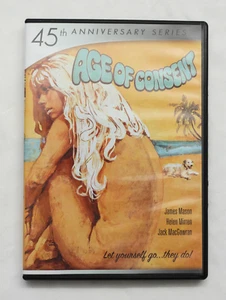 45th ANNIVERSARY SERIES
AGE OF CONSENT
James Mason
Helen Mirren
Jack MacGowran
Let yourself go...they do!